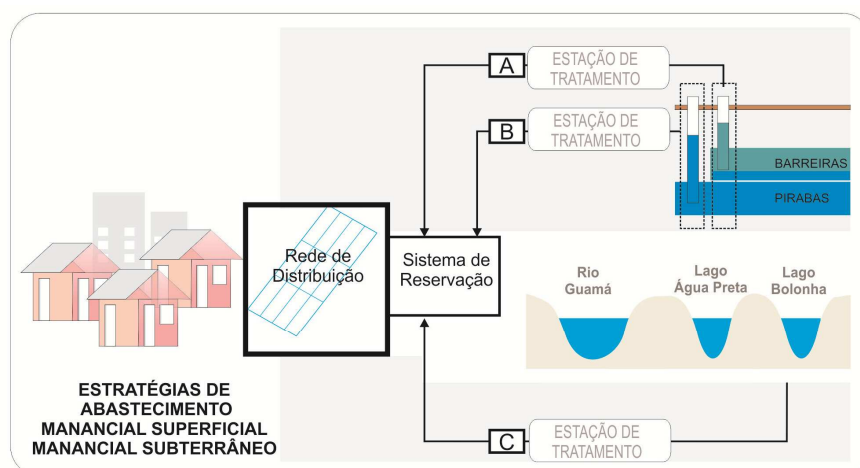 A
ESTAÇÃO DE
TRATAMENTO
B
ESTAÇÃO DE
TRATAMENTO
BARREIRAS
PIRABAS
Rede de
Distribuição
Sistema de
Reservação
Rio
Guamá
Lago
Água Preta
Lago
Bolonha
ESTRATÉGIAS DE
ABASTECIMENTO
MANANCIAL SUPERFICIAL
MANANCIAL SUBTERRÂNEO
C
ESTAÇÃO DE
TRATAMENTO